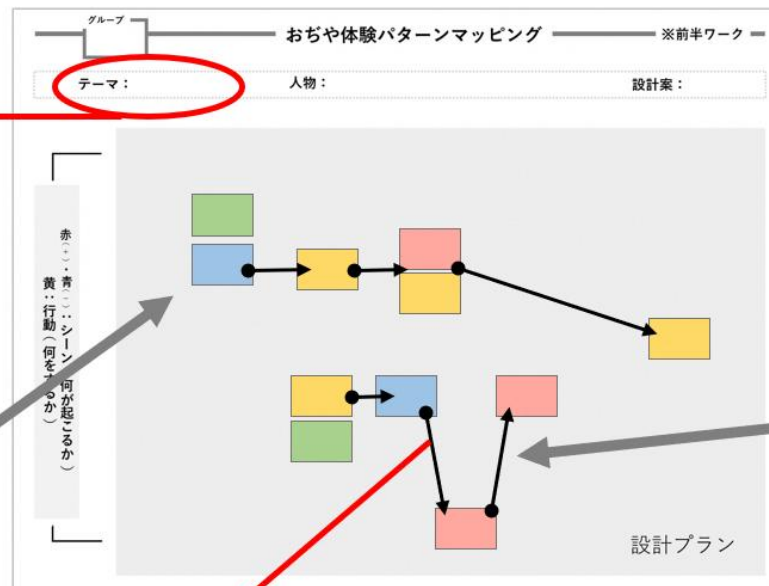 グループ
おぢや体験パターンマッピング
※前半ワーク
テーマ：
人物：
設計案：
赤（＋）・青（－）：シーン（何が起こるか）
黄：行動（何をするか）
設計プラン